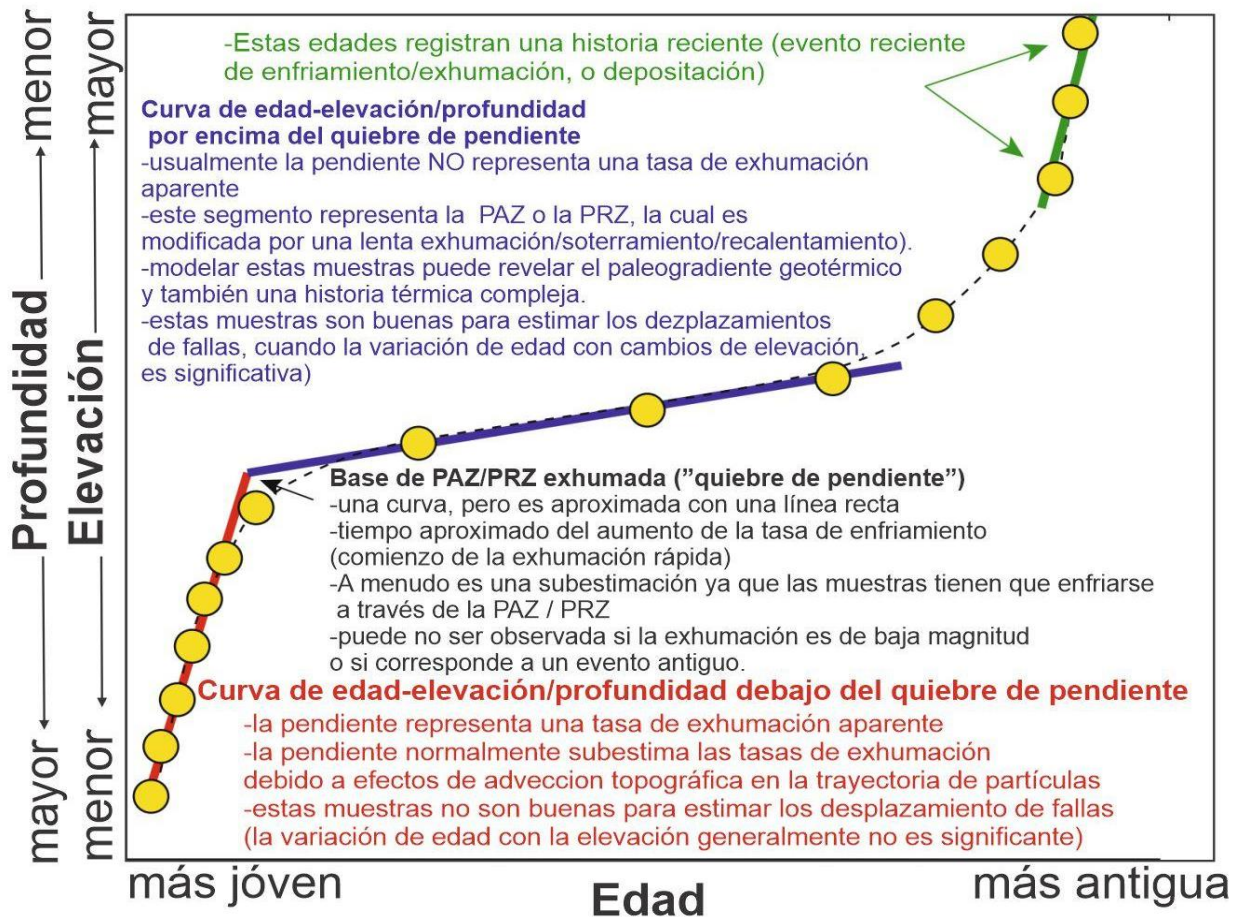 menor
mayor
Profundidad
Elevación
mayor
menor
-Estas edades registran una historia reciente (evento reciente
de enfriamiento/exhumación, o depositación)
Curva de edad-elevación/profundidad
por encima del quiebre de pendiente
-usualmente la pendiente NO representa una tasa de exhumación
aparente
-este segmento representa la PAZ o la PRZ, la cual es
modificada por una lenta exhumación/soterramiento/recalentamiento).
-modelar estas muestras puede revelar el paleogradiente geotérmico
y también una historia térmica compleja.
-estas muestras son buenas para estimar los dezplazamientos
de fallas, cuando la variación de edad con cambios de elevación,
es significativa)
Base de PAZ/PRZ exhumada ("quiebre de pendiente")
-una curva, pero es aproximada con una línea recta
-tiempo aproximado del aumento de la tasa de enfriamiento
(comienzo de la exhumación rápida)
-A menudo es una subestimación ya que las muestras tienen que enfriarse
a través de la PAZ / PRZ
-puede no ser observada si la exhumación es de baja magnitud
o si corresponde a un evento antiguo.
Curva de edad-elevación/profundidad debajo del quiebre de pendiente
-la pendiente representa una tasa de exhumación aparente
-la pendiente normalmente subestima las tasas de exhumación
debido a efectos de adveccion topográfica en la trayectoria de partículas
-estas muestras no son buenas para estimar los desplazamiento de fallas
(la variación de edad con la elevación generalmente no es significante)
más jóven
Edad
más antigua